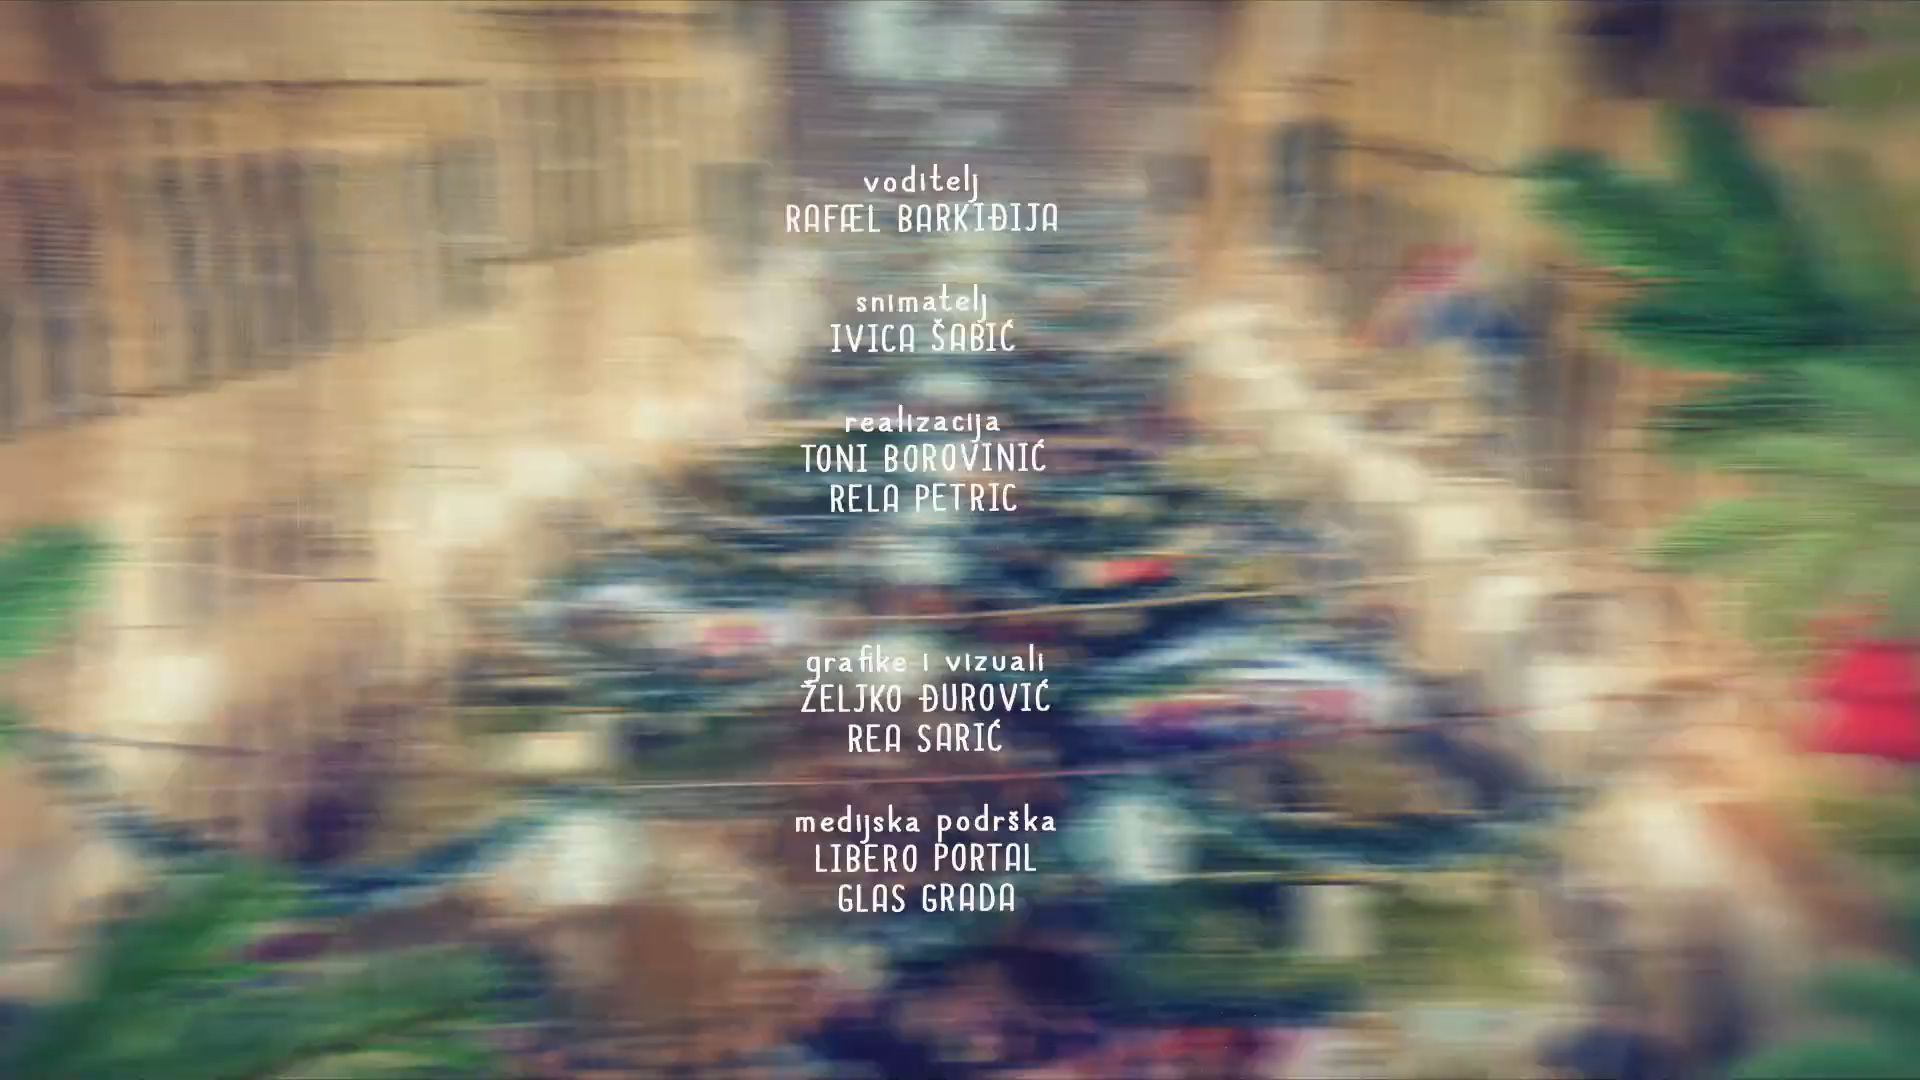 voditelj
RAFÆL BARKIĐIJA
snimatelj
IVICA ŠABIĆ
realizacija
TONI BOROVINIĆ
RELA PETRIC
grafike i vizuali
ŽELJKO ĐUROVIĆ
REA SARIĆ
medijska podrška
LIBERO PORTAL
GLAS GRADA